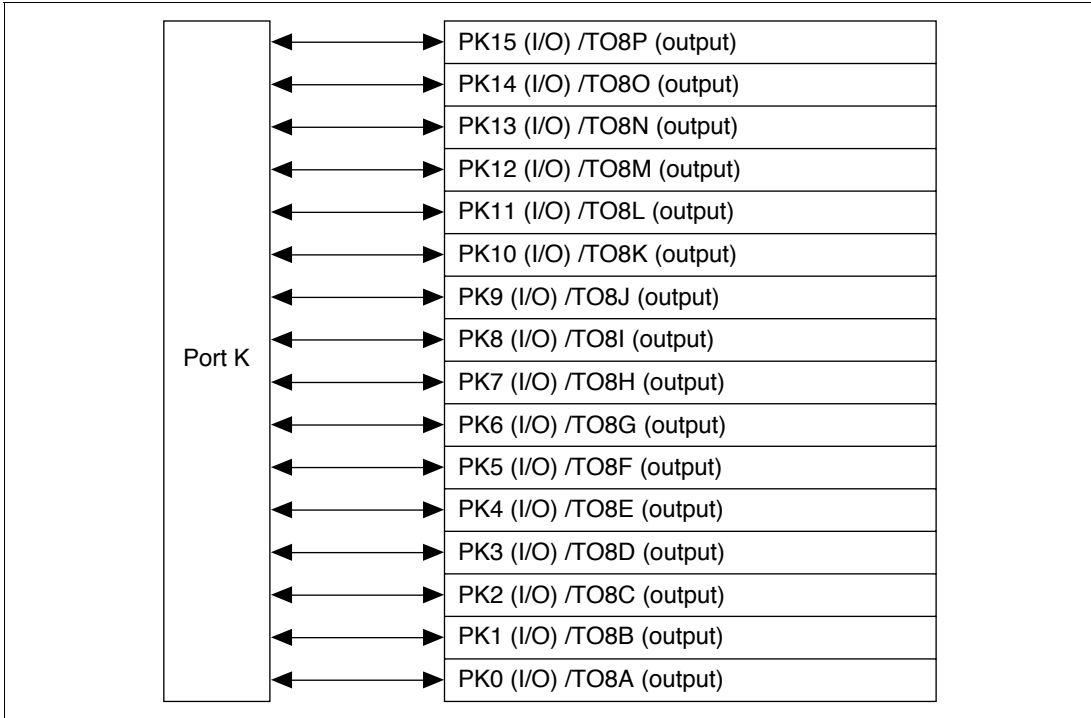 PK15 (I/O) /TO8P (output)
PK14 (I/O) /TO8O (output)
PK13 (I/O) /TO8N (output)
PK12 (I/O) /TO8M (output)
PK11 (I/O) /TO8L (output)
PK10 (I/O) /TO8K (output)
PK9 (I/O) /TO8J (output)
PK8 (I/O) /TO8I (output)
Port K
PK7 (I/O) /TO8H (output)
PK6 (I/O) /TO8G (output)
PK5 (I/O) /TO8F (output)
PK4 (I/O) /TO8E (output)
PK3 (I/O) /TO8D (output)
PK2 (I/O) /TO8C (output)
PK1 (I/O) /TO8B (output)
PK0 (I/O) /TO8A (output)